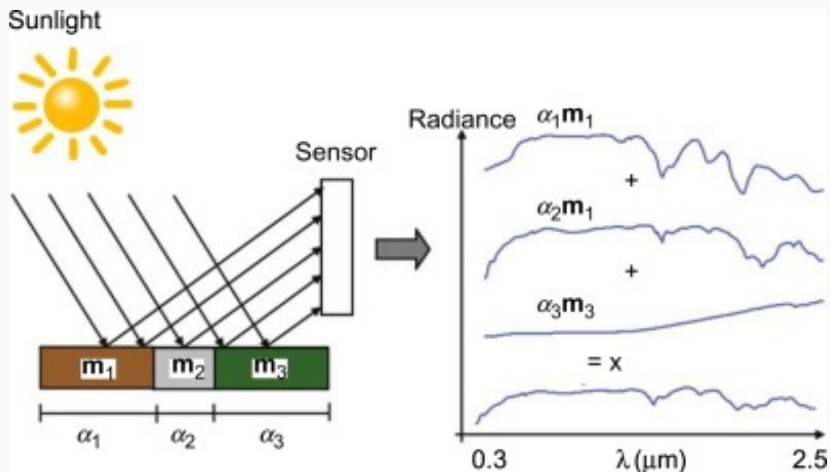 Sunlight
Sensor
m₁ m₂ m₃
α₁ α₂ α₃
Radiance
α₁m₁
+
α₂m₁
+
α₃m₃
= x
0.3 λ(μm) 2.5